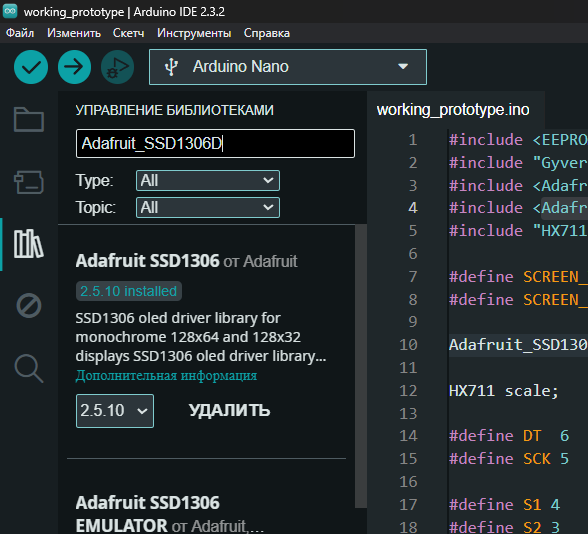 working_prototype | Arduino IDE 2.3.2
Файл Изменить Скетч Инструменты Справка
Arduino Nano
УПРАВЛЕНИЕ БИБЛИОТЕКАМИ
Adafruit_SSD1306D
Type: All
Topic: All
Adafruit SSD1306 от Adafruit
2.5.10 installed
SSD1306 oled driver library for
monochrome 128x64 and 128x32
displays SSD1306 oled driver library...
Дополнительная информация
2.5.10 УДАЛИТЬ
Adafruit SSD1306
EMULATOR от Adafruit,...
working_prototype.ino
1 #include <EEPRO
2 #include "Gyver
3 #include <Adafr
4 #include <Adafr
5 #include "HX711
6
7 #define SCREEN_
8 #define SCREEN_
9
10 Adafruit_SSD130
11
12 HX711 scale;
13
14 #define DT 6
15 #define SCK 5
16
17 #define S1 4
18 #define S2 3